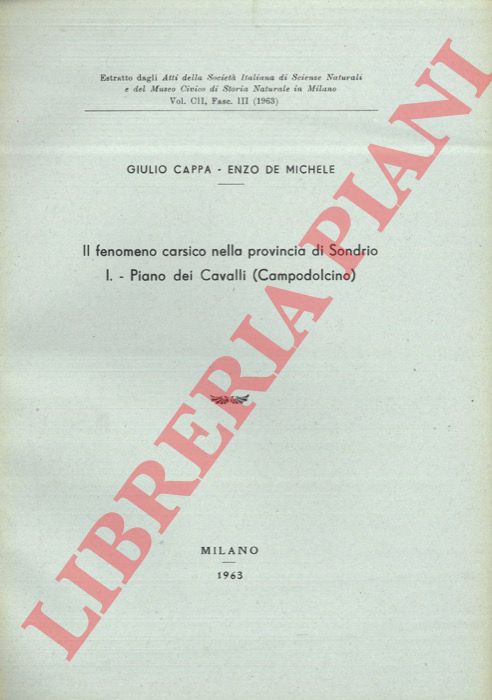 Estratto dagli Atti della Società Italiana di Scienze Naturali
e del Museo Civico di Storia Naturale in Milano
Vol. CII, Fasc. III (1963)
GIULIO CAPPA - ENZO DE MICHELE
Il fenomeno carsico nella provincia di Sondrio
I. - Piano dei Cavalli (Campodolcino)
MILANO
1963
LIBRERIA PIANI